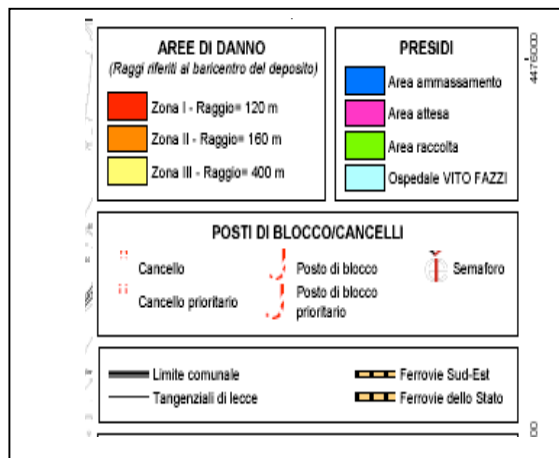 AREE DI DANNO
(Raggi riferiti al baricentro del deposito)
Zona I - Raggio= 120 m
Zona II - Raggio= 160 m
Zona III - Raggio= 400 m
PRESIDI
Area ammassamento
Area attesa
Area raccolta
Ospedale VITO FAZZI
4476000
POSTI DI BLOCCO/CANCELLI
Cancello
Cancello prioritario
Posto di blocco
Posto di blocco
prioritario
Semaforo
Limite comunale
Tangenziali di lecce
Ferrovie Sud-Est
Ferrovie dello Stato
00